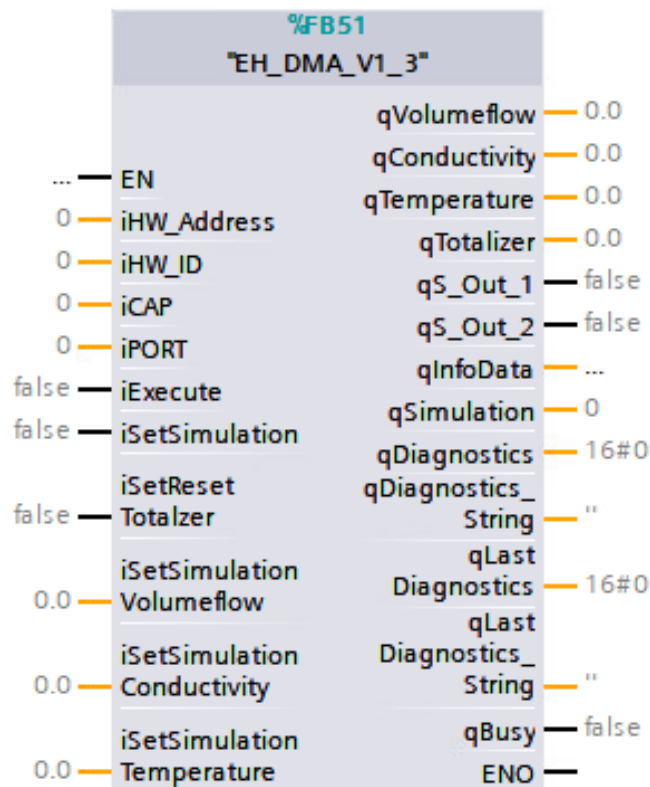 %FB51
"EH_DMA_V1_3"
qVolumeflow 0.0
qConductivity 0.0
... EN
qTemperature 0.0
0 iHW_Address
qTotalizer 0.0
0 iHW_ID
qS_Out_1 false
0 iCAP
qS_Out_2 false
0 iPORT
qInfoData ...
false iExecute
qSimulation 0
false iSetSimulation
qDiagnostics 16#0
iSetReset
Totalzer
false
qDiagnostics_
String ''
iSetSimulation
Volumeflow
0.0
qLast
Diagnostics 16#0
iSetSimulation
Conductivity
0.0
qLast
Diagnostics_
String ''
iSetSimulation
Temperature
0.0
qBusy false
ENO